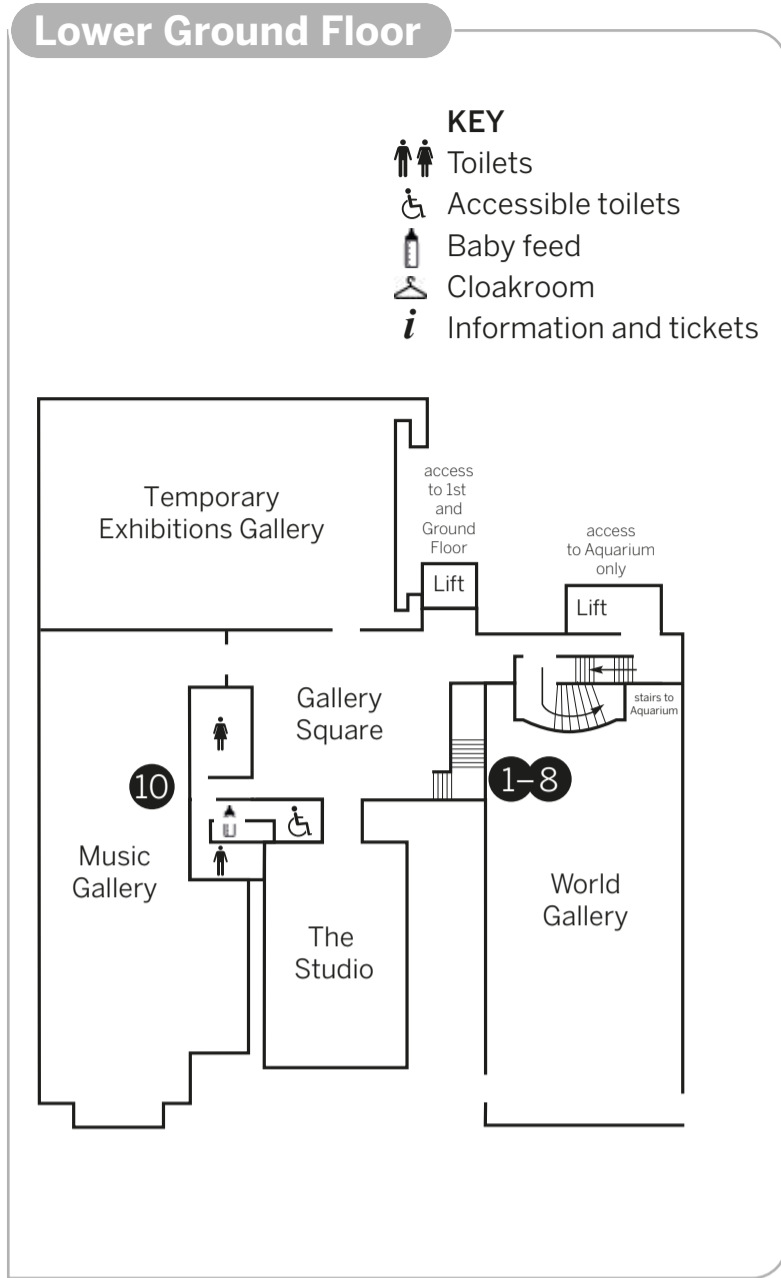 Lower Ground Floor
KEY
Toilets
Accessible toilets
Baby feed
Cloakroom
i Information and tickets
access
to 1st
and
Ground
Floor
Lift
access
to Aquarium
only
Lift
Temporary
Exhibitions Gallery
Gallery
Square
stairs to
Aquarium
10
1–8
Music
Gallery
World
Gallery
The
Studio